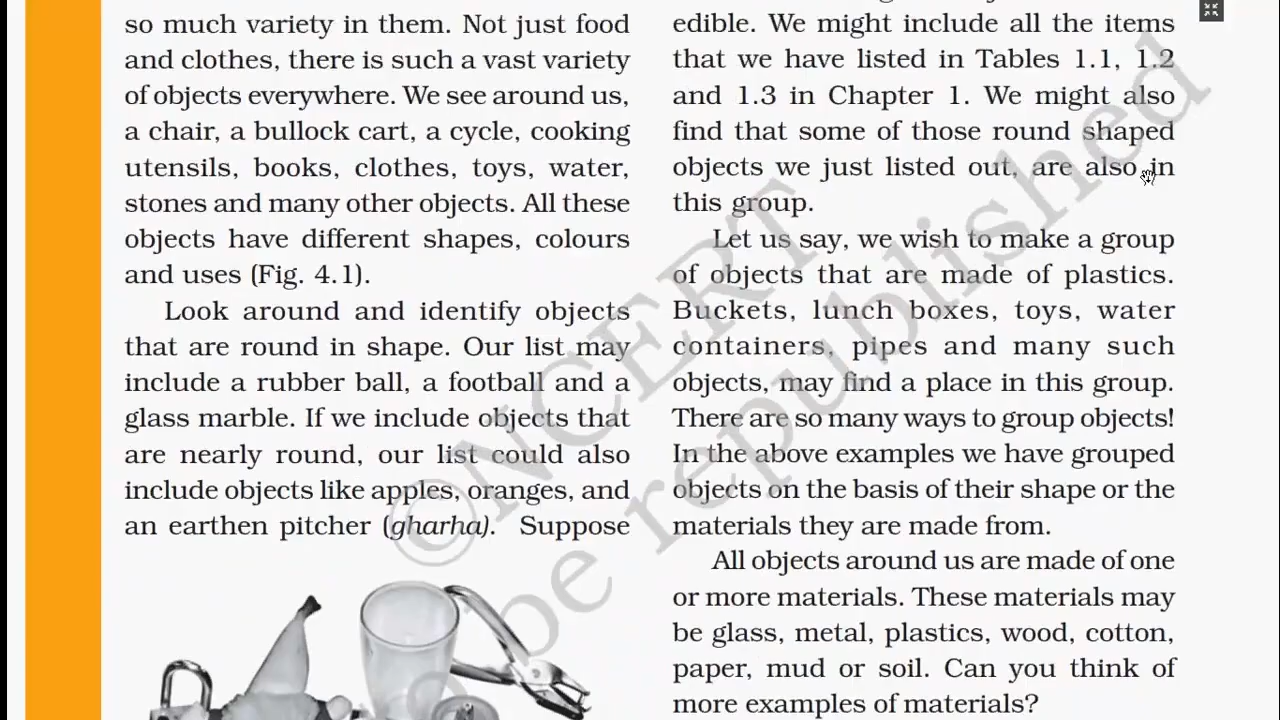 so much variety in them. Not just food
and clothes, there is such a vast variety
of objects everywhere. We see around us,
a chair, a bullock cart, a cycle, cooking
utensils, books, clothes, toys, water,
stones and many other objects. All these
objects have different shapes, colours
and uses (Fig. 4.1).
Look around and identify objects
that are round in shape. Our list may
include a rubber ball, a football and a
glass marble. If we include objects that
are nearly round, our list could also
include objects like apples, oranges, and
an earthen pitcher (gharha). Suppose
edible. We might include all the items
that we have listed in Tables 1.1, 1.2
and 1.3 in Chapter 1. We might also
find that some of those round shaped
objects we just listed out, are also in
this group.
Let us say, we wish to make a group
of objects that are made of plastics.
Buckets, lunch boxes, toys, water
containers, pipes and many such
objects, may find a place in this group.
There are so many ways to group objects!
In the above examples we have grouped
objects on the basis of their shape or the
materials they are made from.
All objects around us are made of one
or more materials. These materials may
be glass, metal, plastics, wood, cotton,
paper, mud or soil. Can you think of
more examples of materials?
©NCERT
be republished